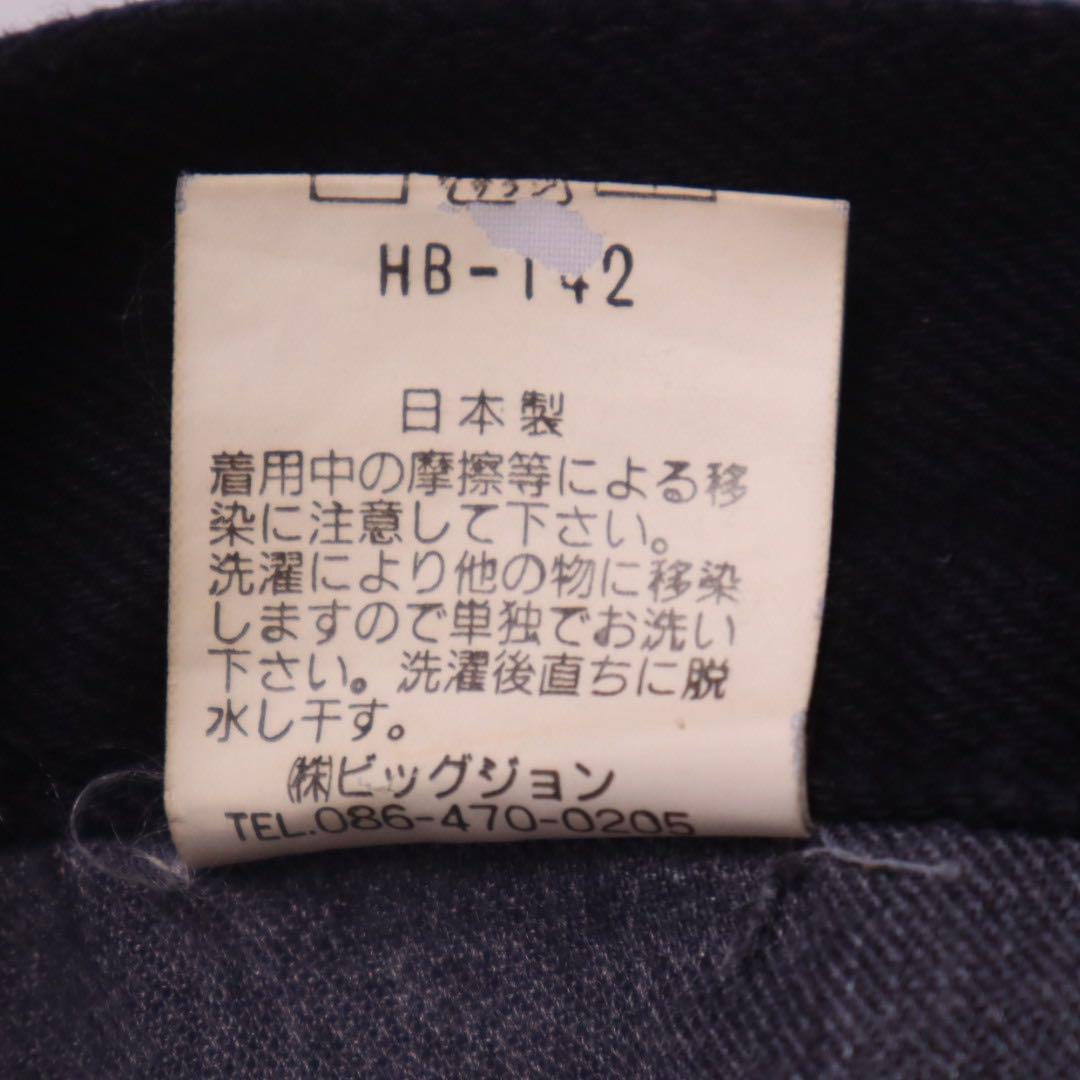 HB-142
日本製
着用中の摩擦等による移
染に注意して下さい。
洗濯により他の物に移染
しますので単独でお洗い
下さい。洗濯後直ちに脱
水し干す。
㈱ビッグジョン
TEL.086-470-0205